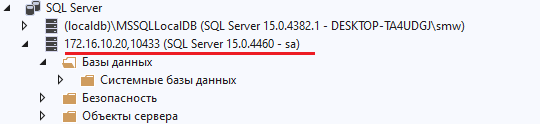 SQL Server
(localdb)\MSSQLLocalDB (SQL Server 15.0.4382.1 - DESKTOP-TA4UDGJ\smw)
172.16.10.20,10433 (SQL Server 15.0.4460 - sa)
Базы данных
Системные базы данных
Безопасность
Объекты сервера